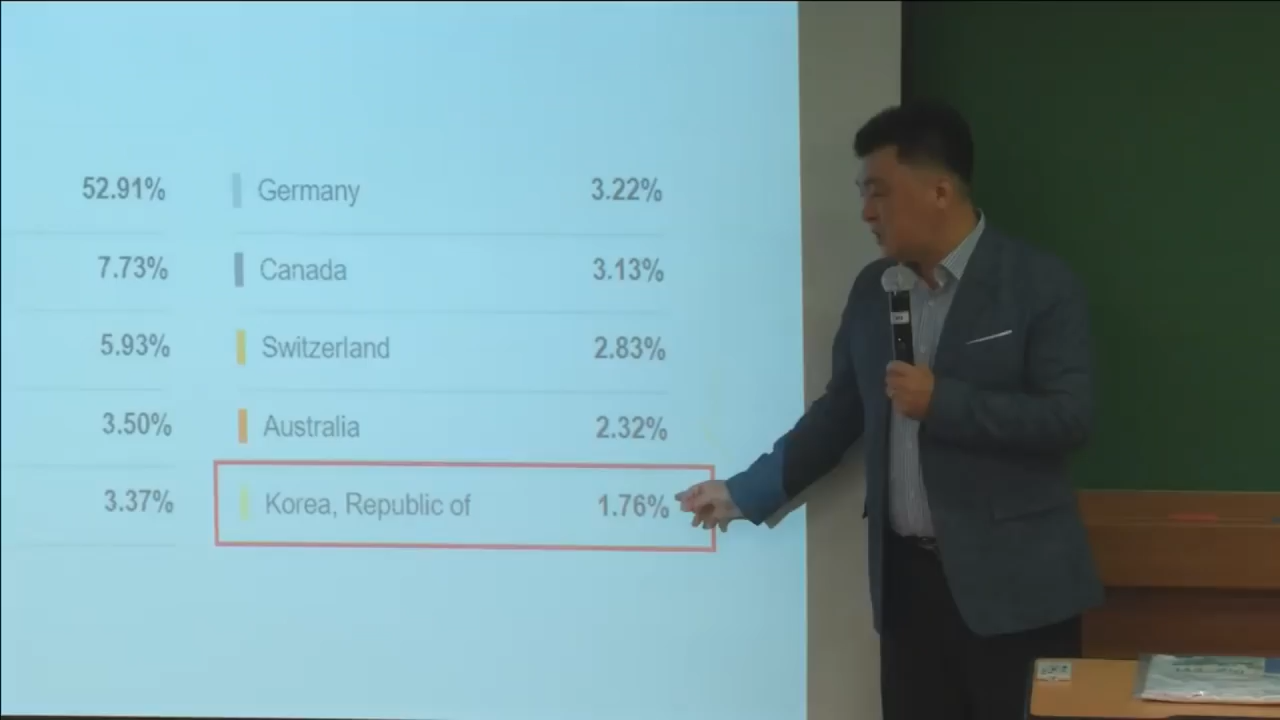 52.91% Germany 3.22%
7.73% Canada 3.13%
5.93% Switzerland 2.83%
3.50% Australia 2.32%
3.37% Korea, Republic of 1.76%